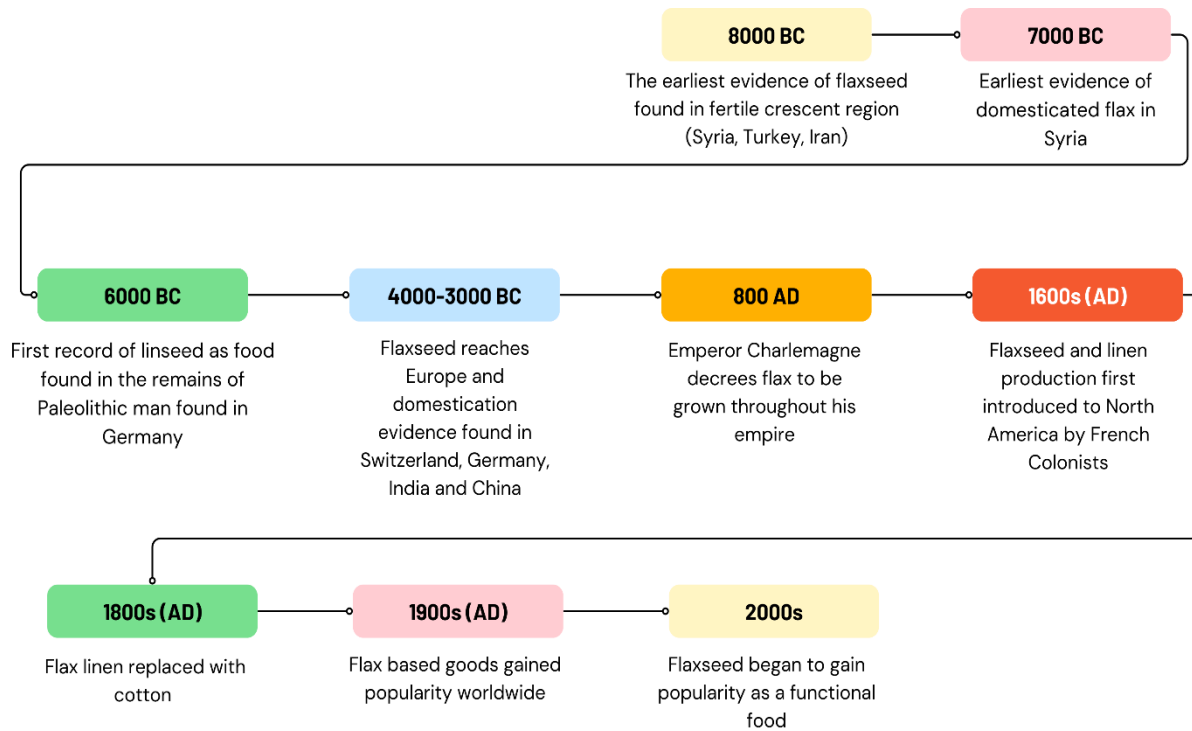 8000 BC
The earliest evidence of flaxseed
found in fertile crescent region
(Syria, Turkey, Iran)
7000 BC
Earliest evidence of
domesticated flax in
Syria
6000 BC
First record of linseed as food
found in the remains of
Paleolithic man found in
Germany
4000-3000 BC
Flaxseed reaches
Europe and
domestication
evidence found in
Switzerland, Germany,
India and China
800 AD
Emperor Charlemagne
decrees flax to be
grown throughout his
empire
1600s (AD)
Flaxseed and linen
production first
introduced to North
America by French
Colonists
1800s (AD)
Flax linen replaced with
cotton
1900s (AD)
Flax based goods gained
popularity worldwide
2000s
Flaxseed began to gain
popularity as a functional
food